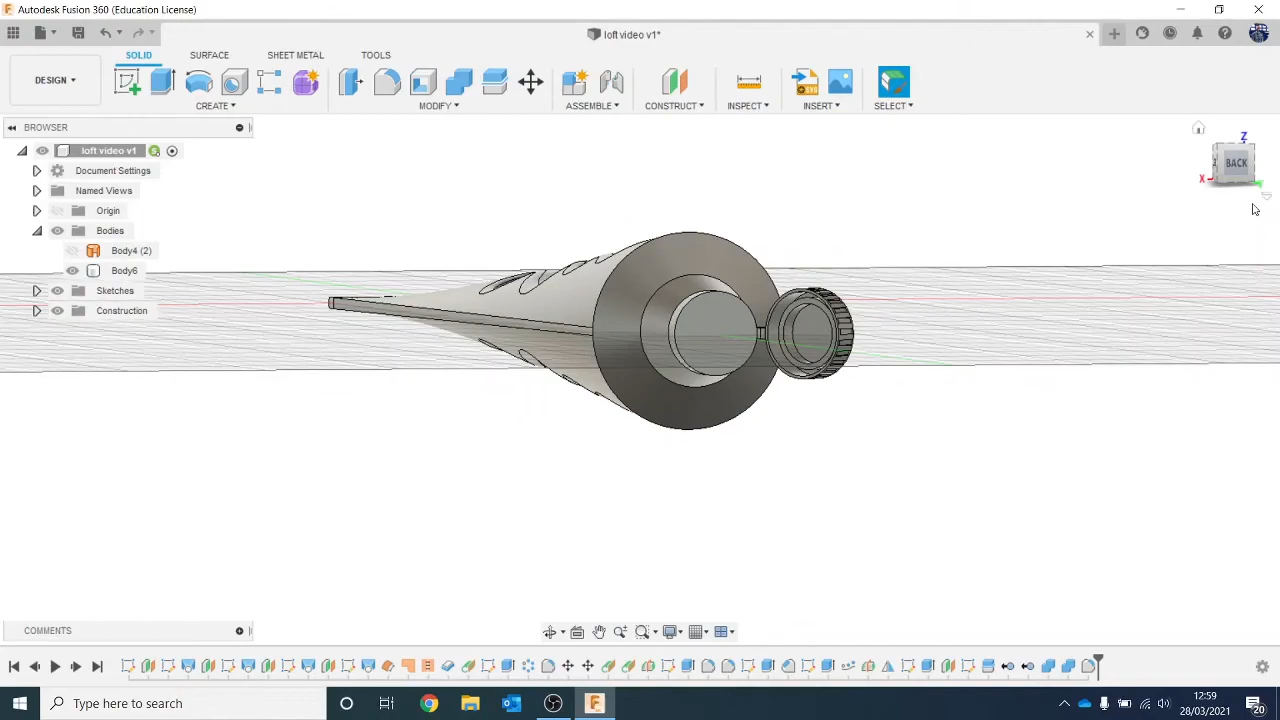 Autodesk Fusion 360 (Education License)
loft video v1*
DESIGN
SOLID SURFACE SHEET METAL TOOLS
CREATE MODIFY ASSEMBLE CONSTRUCT INSPECT INSERT SELECT
BROWSER
loft video v1
Document Settings
Named Views
Origin
Bodies
Body4 (2)
Body6
Sketches
Construction
Z
BACK
X
COMMENTS
Type here to search
12:59
28/03/2021
20